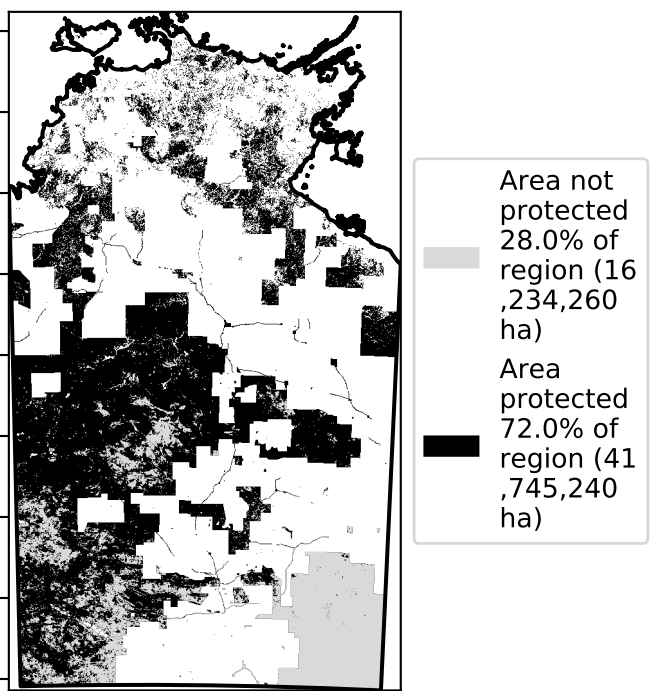 Area not
protected
28.0% of
region (16
,234,260
ha)
Area
protected
72.0% of
region (41
,745,240
ha)